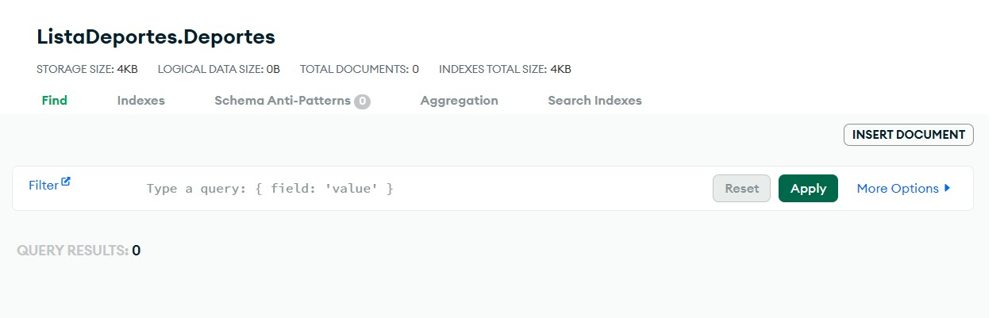 ListaDeportes.Deportes
STORAGE SIZE: 4KB LOGICAL DATA SIZE: 0B TOTAL DOCUMENTS: 0 INDEXES TOTAL SIZE: 4KB
Find Indexes Schema Anti-Patterns 0 Aggregation Search Indexes
INSERT DOCUMENT
Filter Type a query: { field: 'value' } Reset Apply More Options
QUERY RESULTS: 0